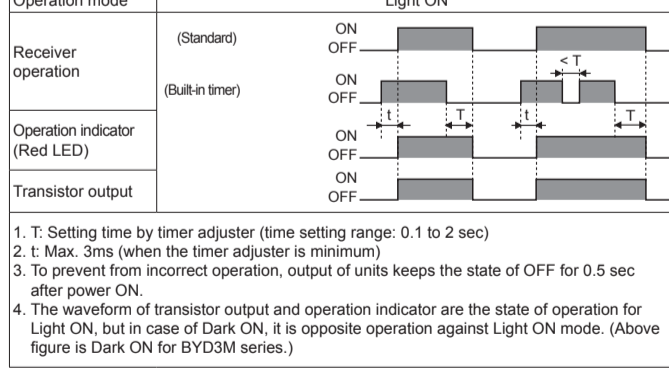 Operation mode Light ON
(Standard) ON
OFF
Receiver
operation
< T
(Built-in timer) ON
OFF
t T t T
Operation indicator
(Red LED)
ON
OFF
Transistor output
ON
OFF
1. T: Setting time by timer adjuster (time setting range: 0.1 to 2 sec)
2. t: Max. 3ms (when the timer adjuster is minimum)
3. To prevent from incorrect operation, output of units keeps the state of OFF for 0.5 sec
after power ON.
4. The waveform of transistor output and operation indicator are the state of operation for
Light ON, but in case of Dark ON, it is opposite operation against Light ON mode. (Above
figure is Dark ON for BYD3M series.)